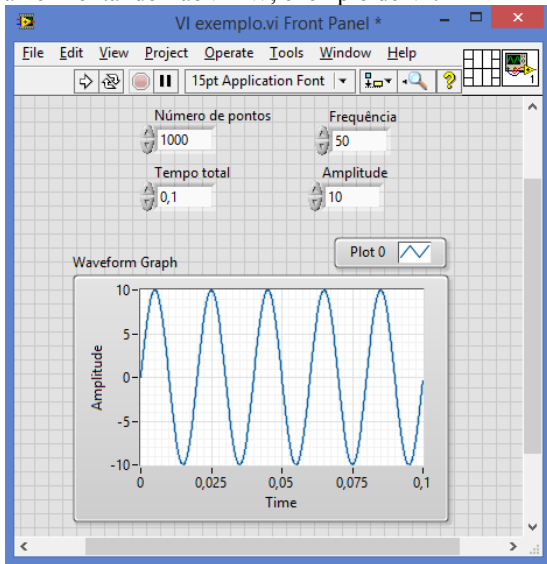 VI exemplo.vi Front Panel *
File Edit View Project Operate Tools Window Help
15pt Application Font
1
Número de pontos
1000
Frequência
50
Tempo total
0,1
Amplitude
10
Plot 0
Waveform Graph
Amplitude
10
5
0
-5
-10
0 0,025 0,05 0,075 0,1
Time